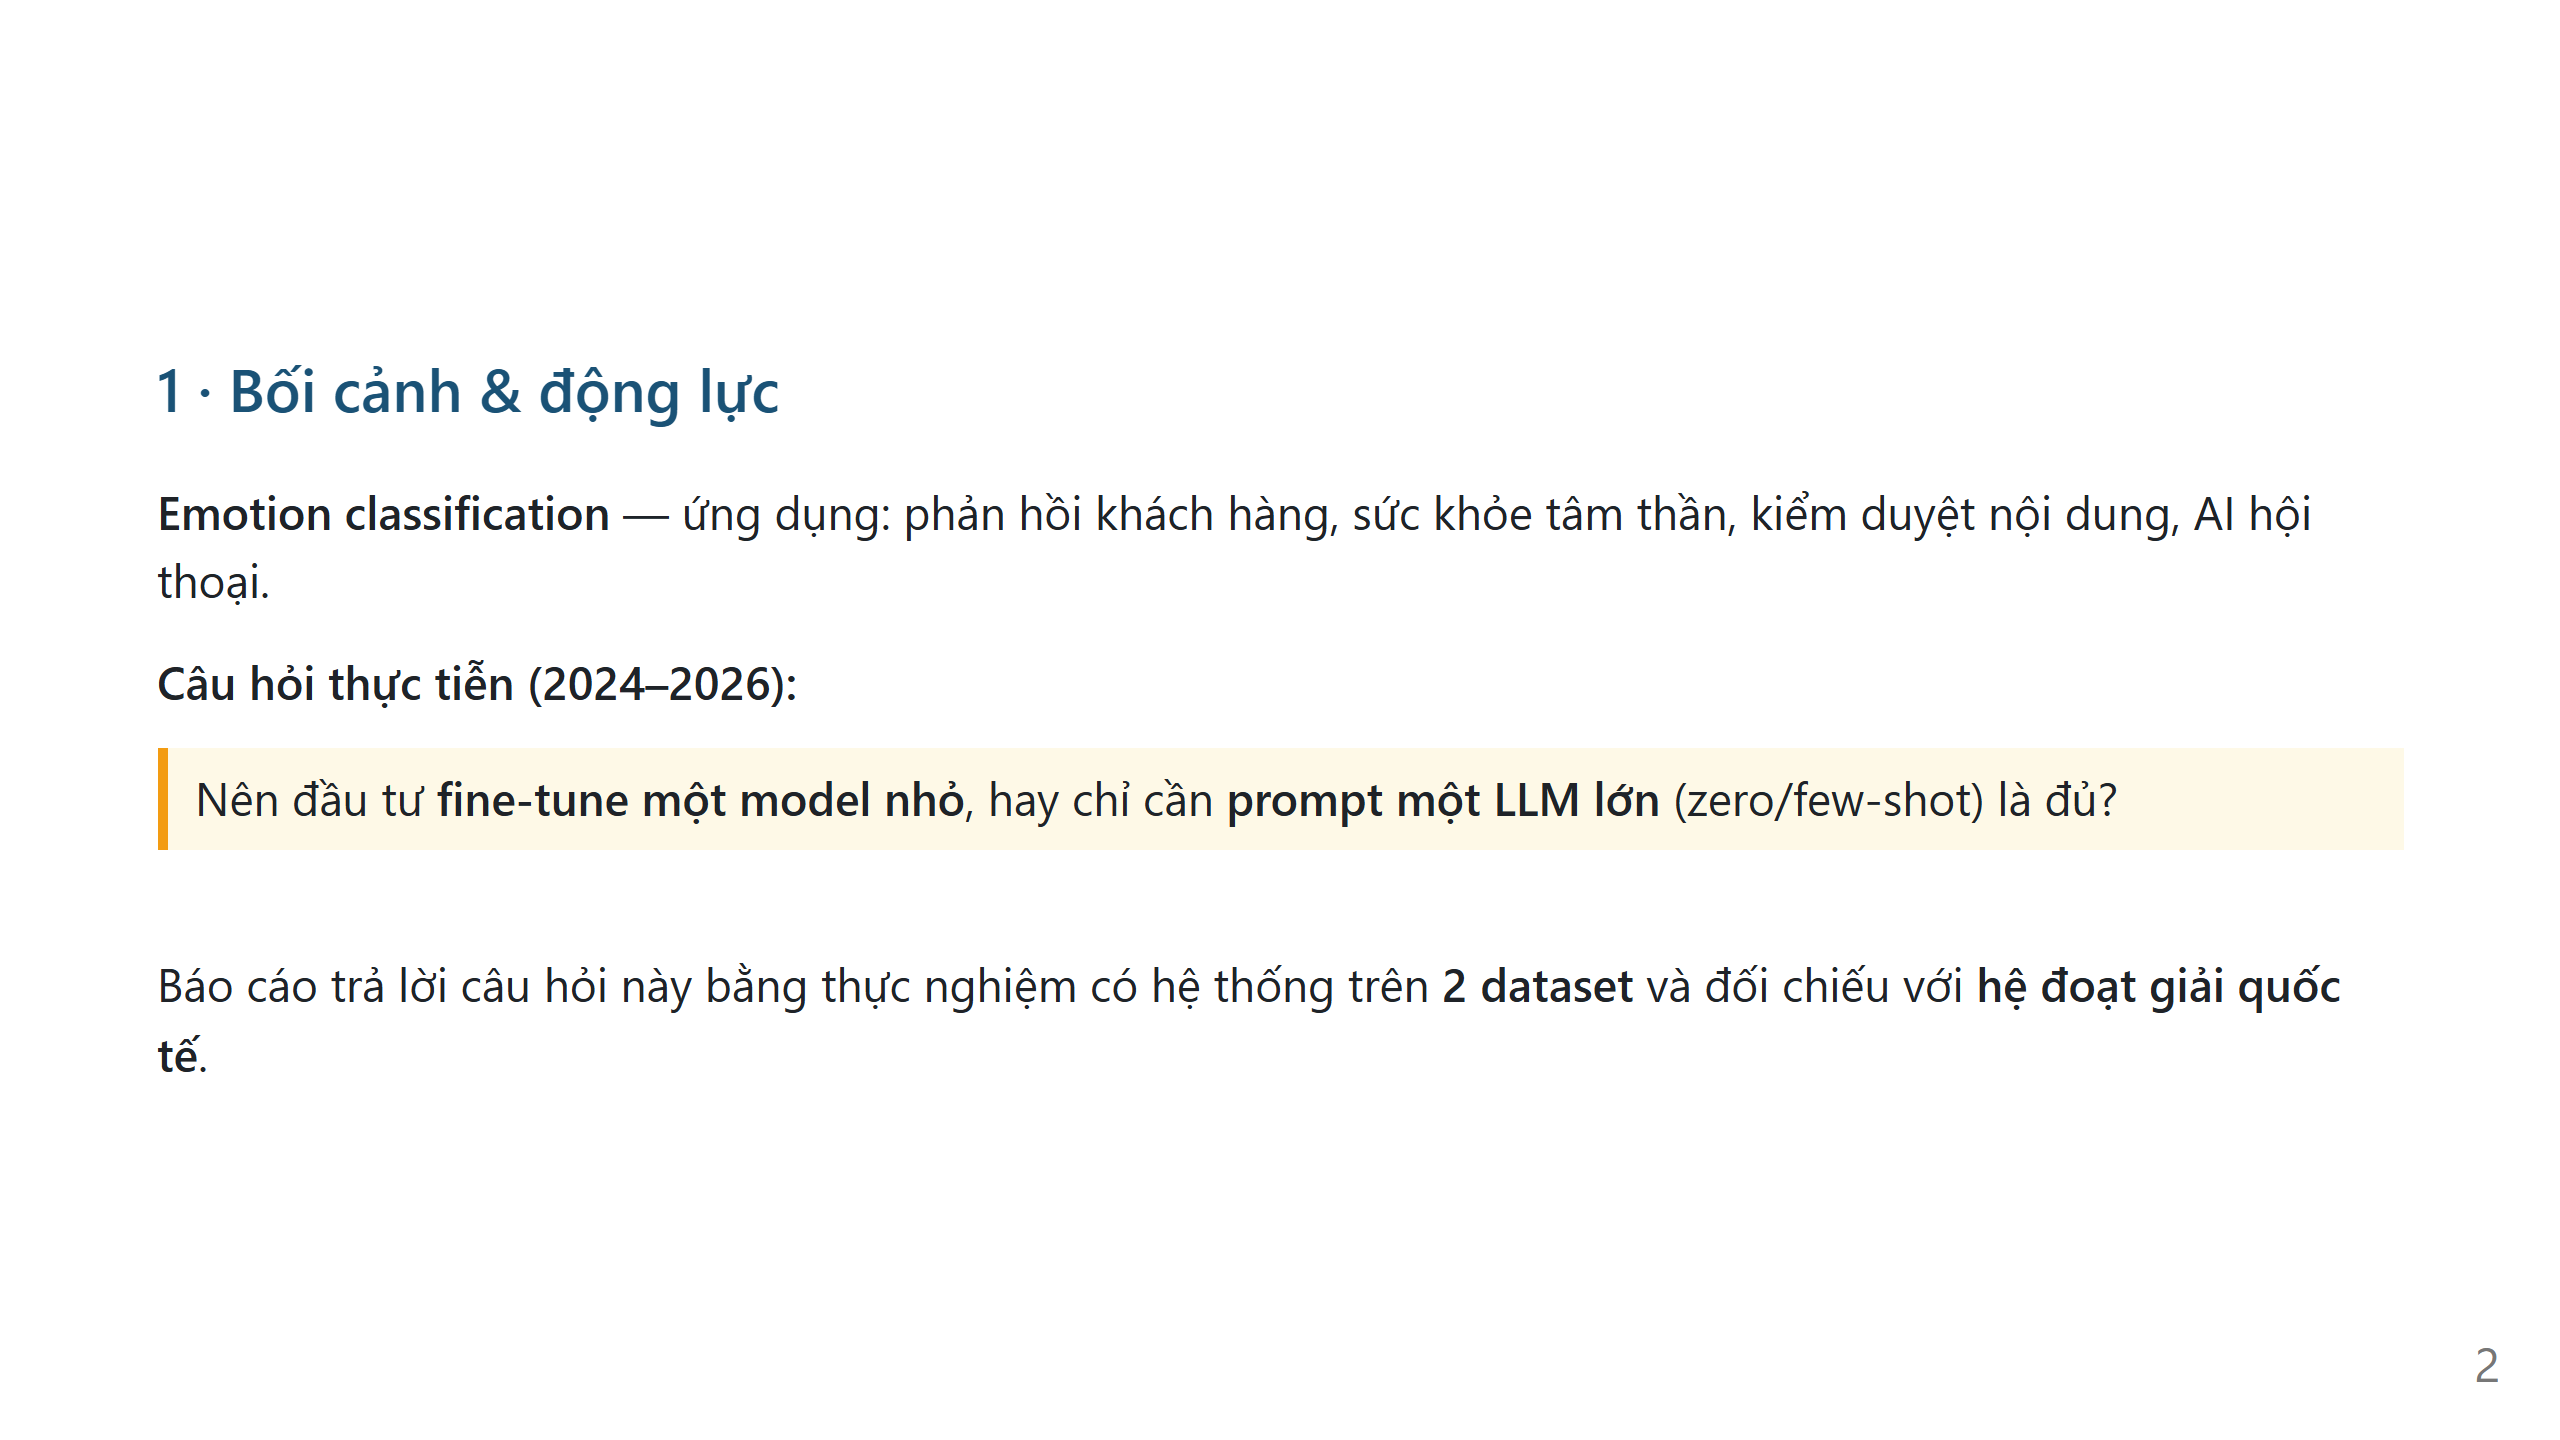 1 · Bối cảnh & động lực
Emotion classification — ứng dụng: phản hồi khách hàng, sức khỏe tâm thần, kiểm duyệt nội dung, AI hội
thoại.
Câu hỏi thực tiễn (2024–2026):
Nên đầu tư fine-tune một model nhỏ, hay chỉ cần prompt một LLM lớn (zero/few-shot) là đủ?
Báo cáo trả lời câu hỏi này bằng thực nghiệm có hệ thống trên 2 dataset và đối chiếu với hệ đoạt giải quốc
tế.
2